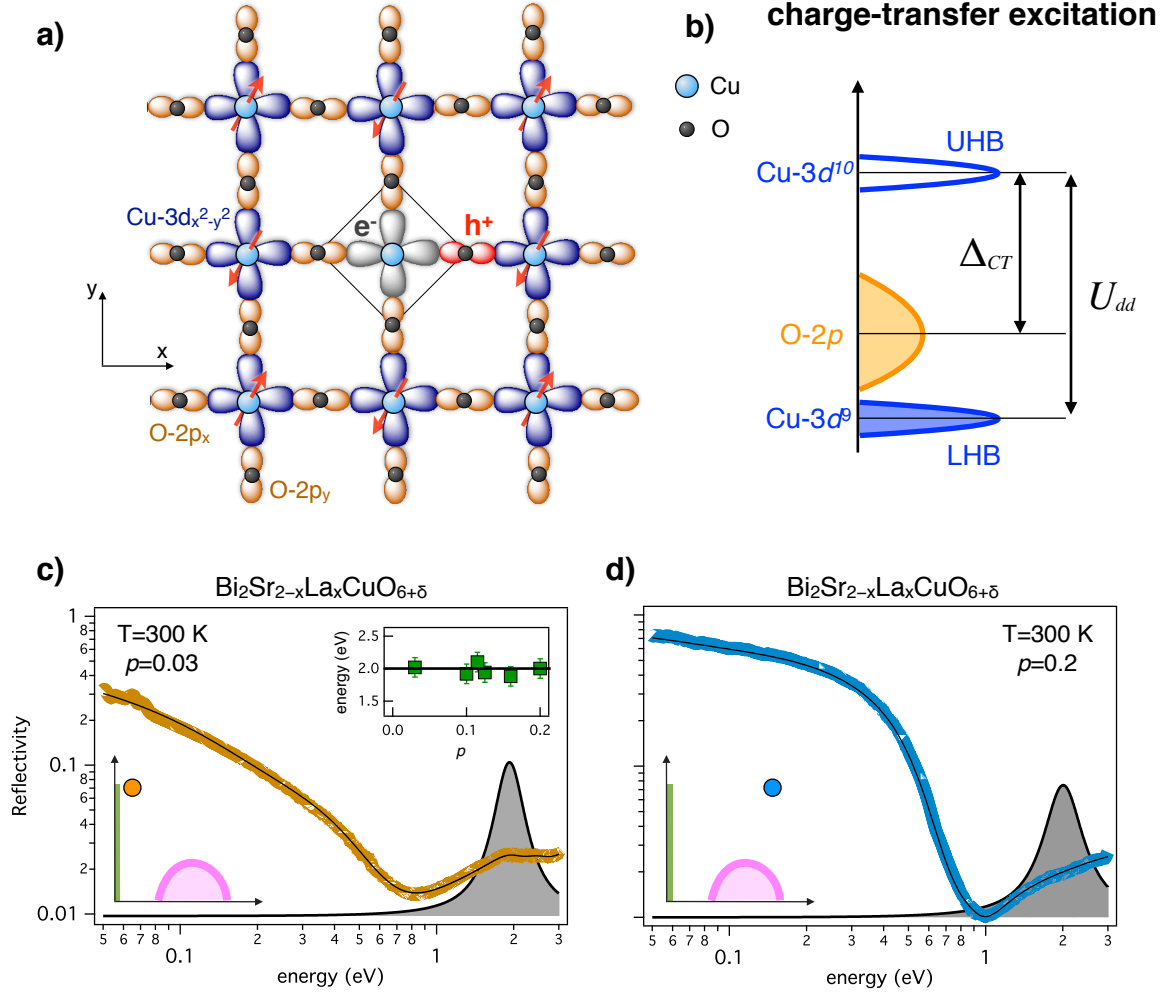 charge-transfer excitation
a)
b)
Cu
O
UHB
Cu-3d¹⁰
Cu-3dx²-y²
e⁻
h⁺
ΔCT
Udd
y
x
O-2p
Cu-3d⁹
LHB
O-2px
O-2py
c)
Bi₂Sr₂₋ₓLaₓCuO₆₊δ
T=300 K
p=0.03
Reflectivity
1
8
6
4
3
2
0.1
8
6
4
2
0.01
energy (eV)
2.5
2.0
1.5
0.0
0.1
0.2
p
5 6 7 8 0.1 2 3 4 5 6 7 8 1 2 3
energy (eV)
d)
Bi₂Sr₂₋ₓLaₓCuO₆₊δ
T=300 K
p=0.2
5 6 7 8 0.1 2 3 4 5 6 7 8 1 2 3
energy (eV)